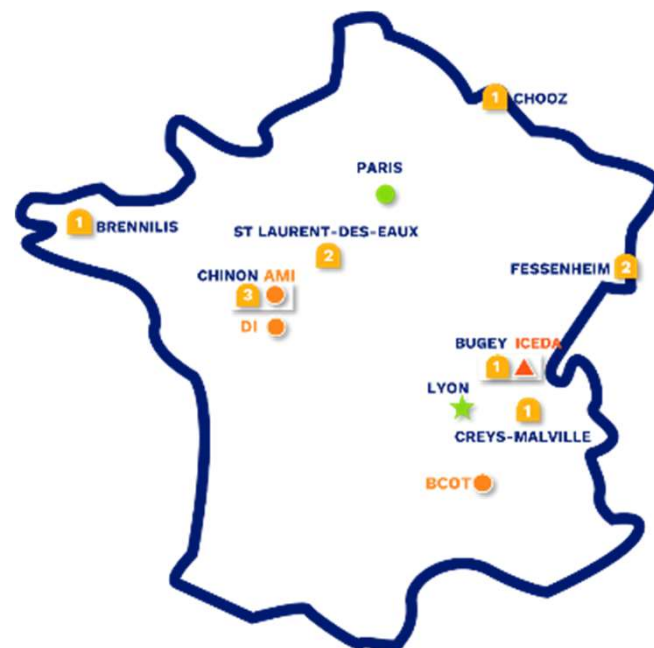 1 CHOOZ
PARIS
1 BRENNILIS
ST LAURENT-DES-EAUX
2
CHINON AMI
3
FESSENHEIM 2
DI
BUGEY ICEDA
1
LYON
1
CREYS-MALVILLE
BCOT